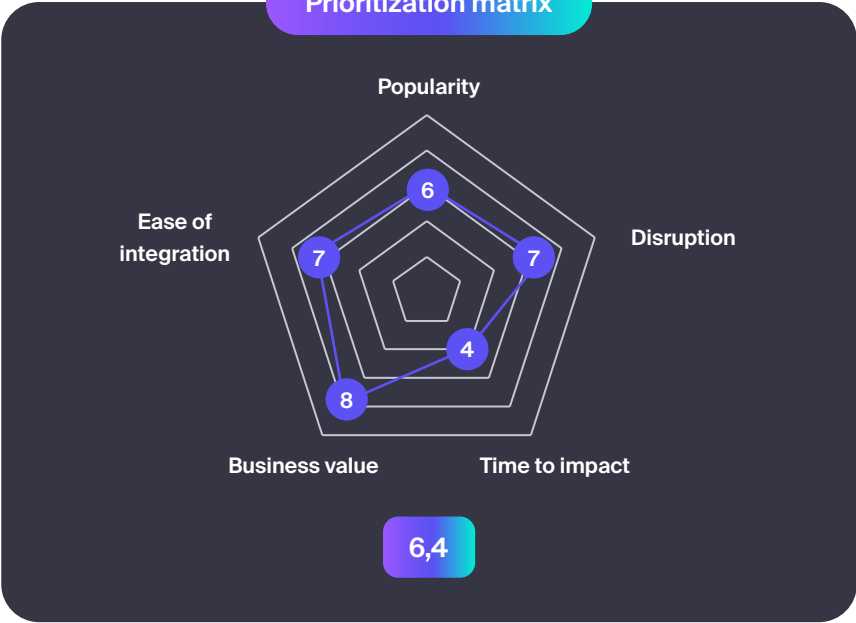 Prioritization matrix
Popularity
6
Ease of
integration
7
7
Disruption
4
8
Business value
Time to impact
6,4